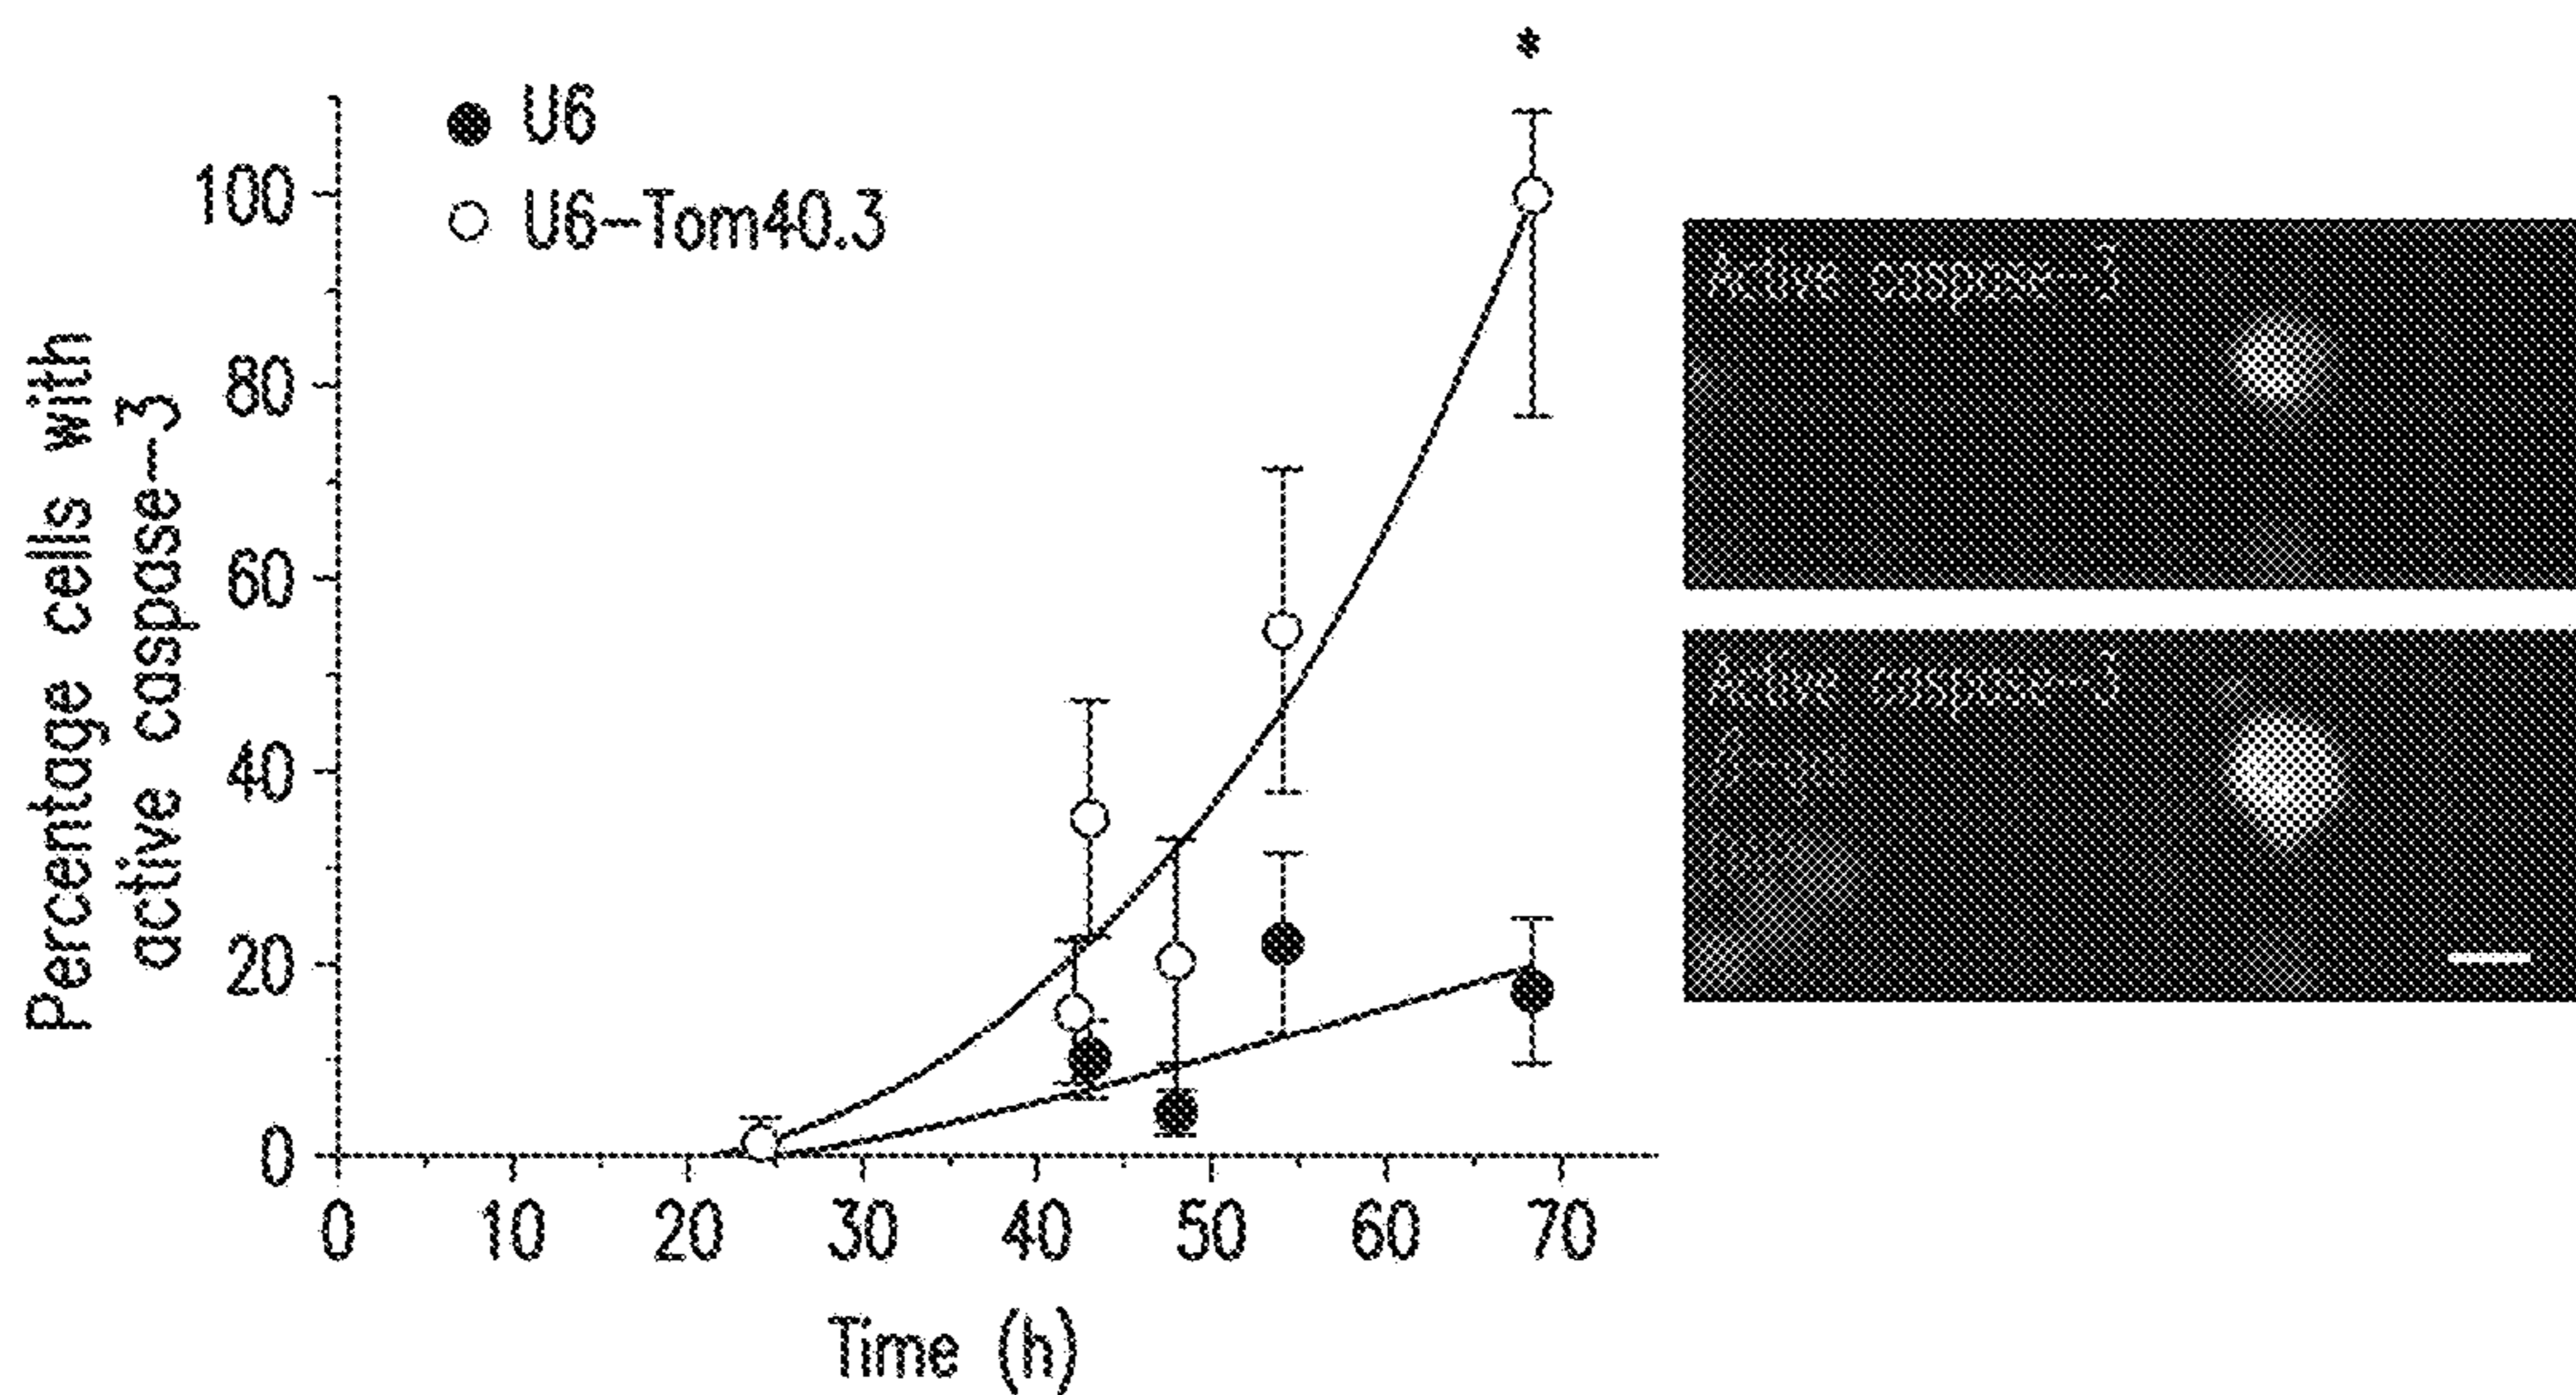 *
U6
U6-Tom40.3
Percentage cells with
active caspase-3
100
80
60
40
20
0
0 10 20 30 40 50 60 70
Time (h)
Active caspase-3
Active caspase-3